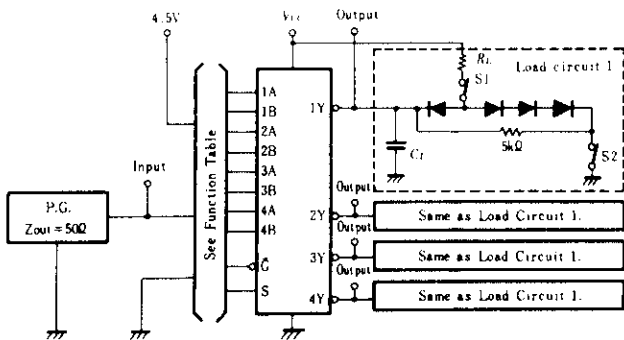 4.5V
Vcc
Output
RL
S1
Load circuit 1
1Y
CL
5kΩ
S2
Input
P.G.
Zout = 50Ω
See Function Table
1A
1B
2A
2B
3A
3B
4A
4B
G
S
Output
2Y
Same as Load Circuit 1.
Output
3Y
Same as Load Circuit 1.
Output
4Y
Same as Load Circuit 1.